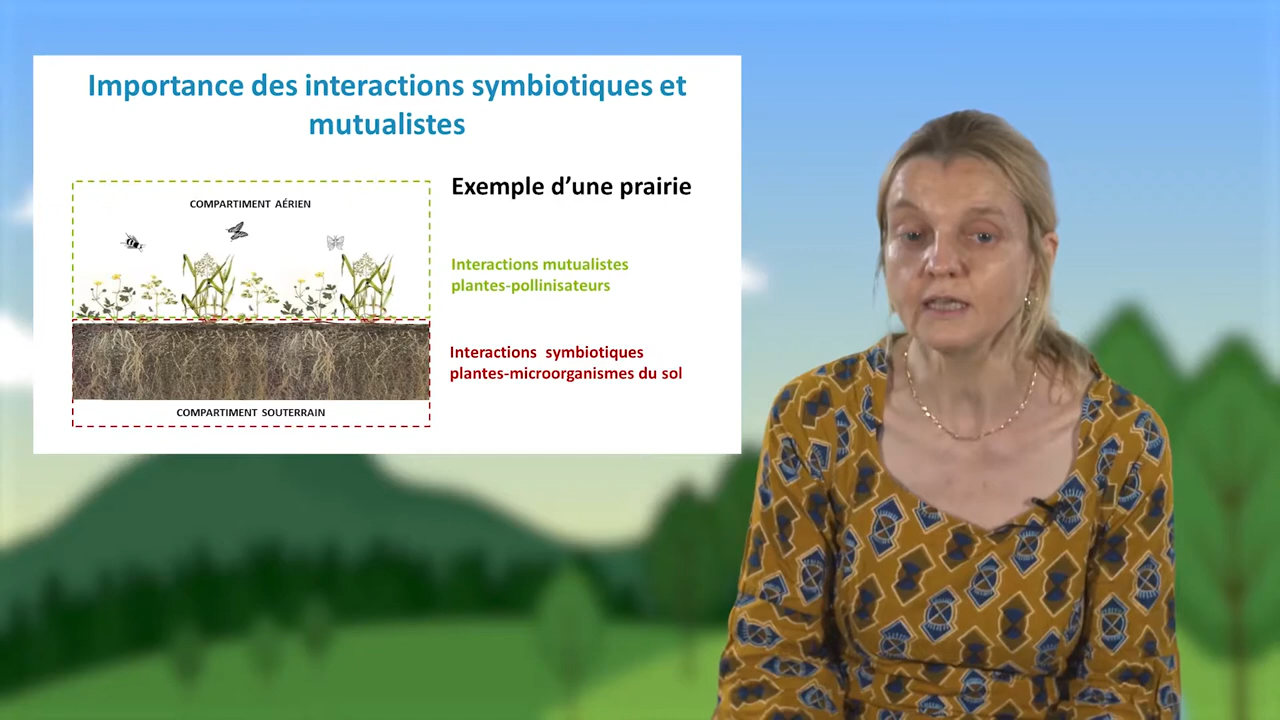 Importance des interactions symbiotiques et
mutualistes
Exemple d’une prairie
COMPARTIMENT AÉRIEN
Interactions mutualistes
plantes-pollinisateurs
Interactions symbiotiques
plantes-microorganismes du sol
COMPARTIMENT SOUTERRAIN